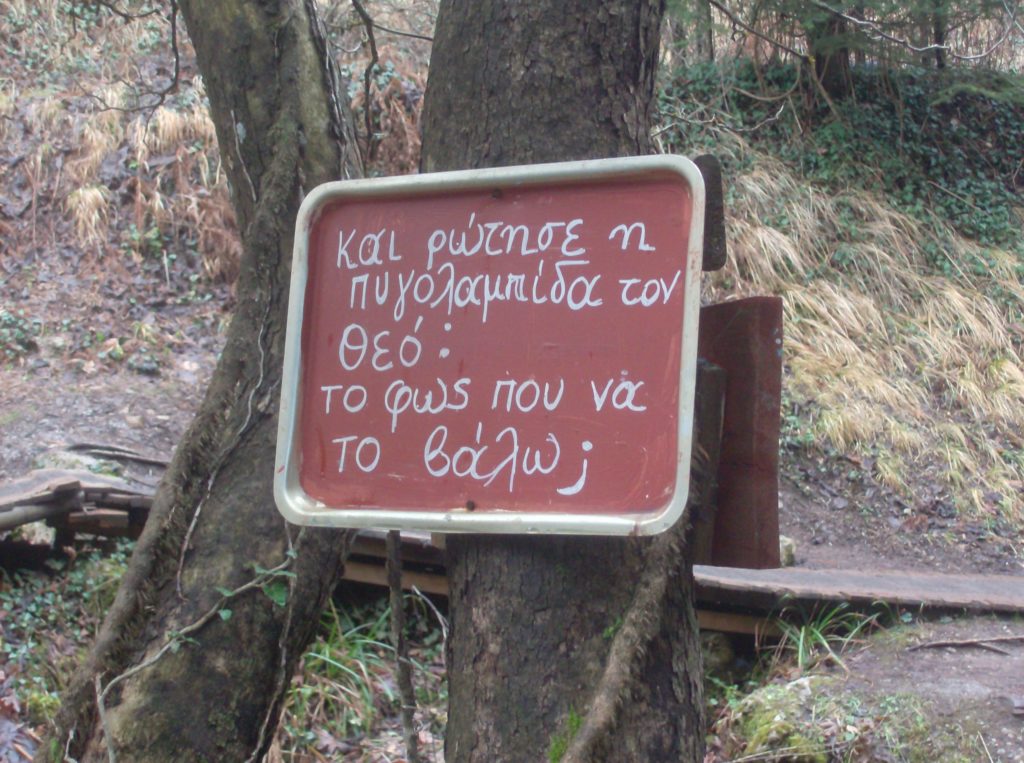 και ρώτησε η
πυγολαμπίδα τον
θεό:
το φως που να
το βάλω;